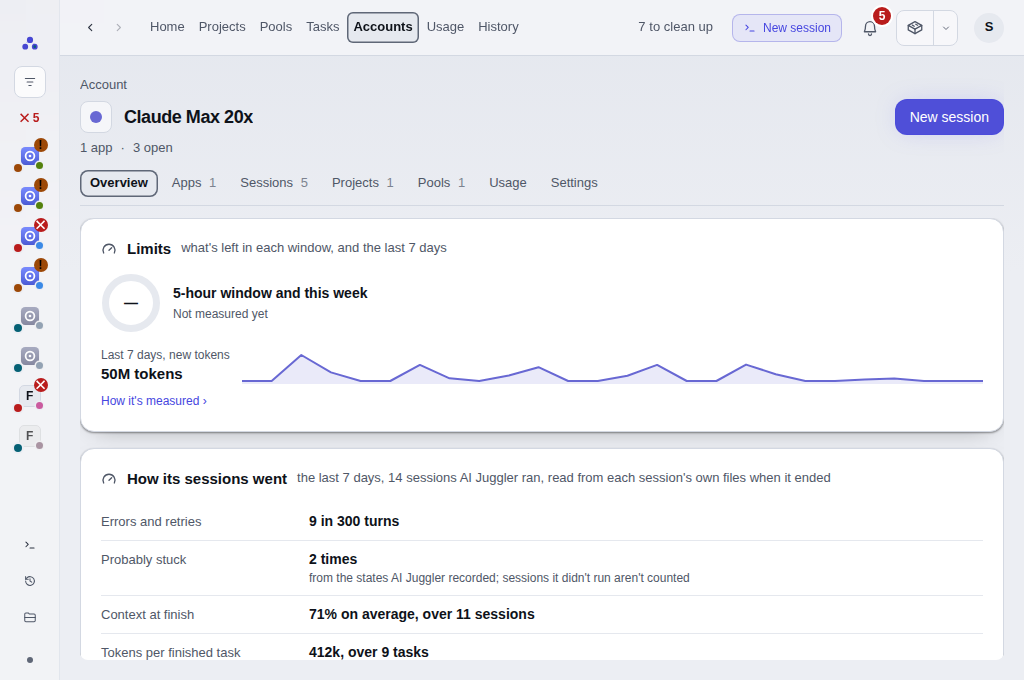 Home Projects Pools Tasks Accounts Usage History 7 to clean up New session 5 S
5
!
!
!
F
F
Account
Claude Max 20x
New session
1 app · 3 open
Overview Apps 1 Sessions 5 Projects 1 Pools 1 Usage Settings
Limits what's left in each window, and the last 7 days
—
5-hour window and this week
Not measured yet
Last 7 days, new tokens
50M tokens
How it's measured ›
How its sessions went the last 7 days, 14 sessions AI Juggler ran, read from each session's own files when it ended
Errors and retries 9 in 300 turns
Probably stuck 2 times
from the states AI Juggler recorded; sessions it didn't run aren't counted
Context at finish 71% on average, over 11 sessions
Tokens per finished task 412k, over 9 tasks